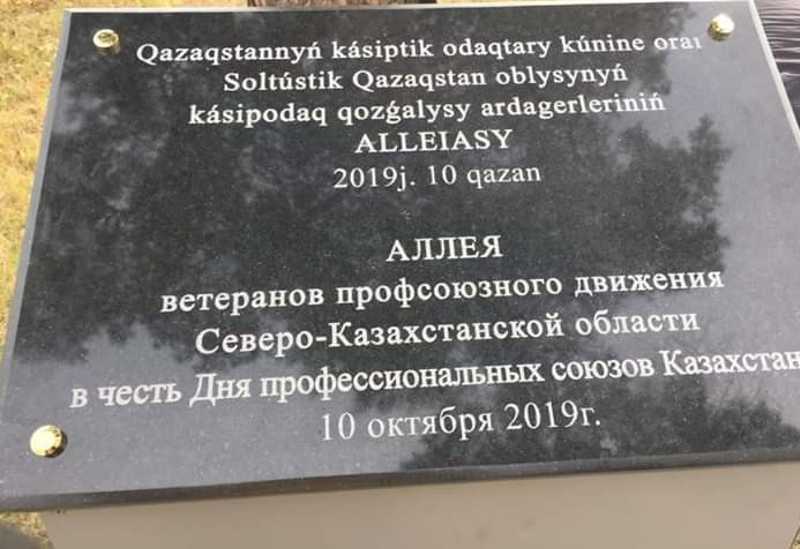 Qazaqstannyń kásiptik odaqtary kúnine oraı
Soltústik Qazaqstan oblysynyń
kásipodaq qozǵalysy ardagerleriniń
ALLEIASY
2019j. 10 qazan
АЛЛЕЯ
ветеранов профсоюзного движения
Северо-Казахстанской области
в честь Дня профессиональных союзов Казахстан
10 октября 2019г.